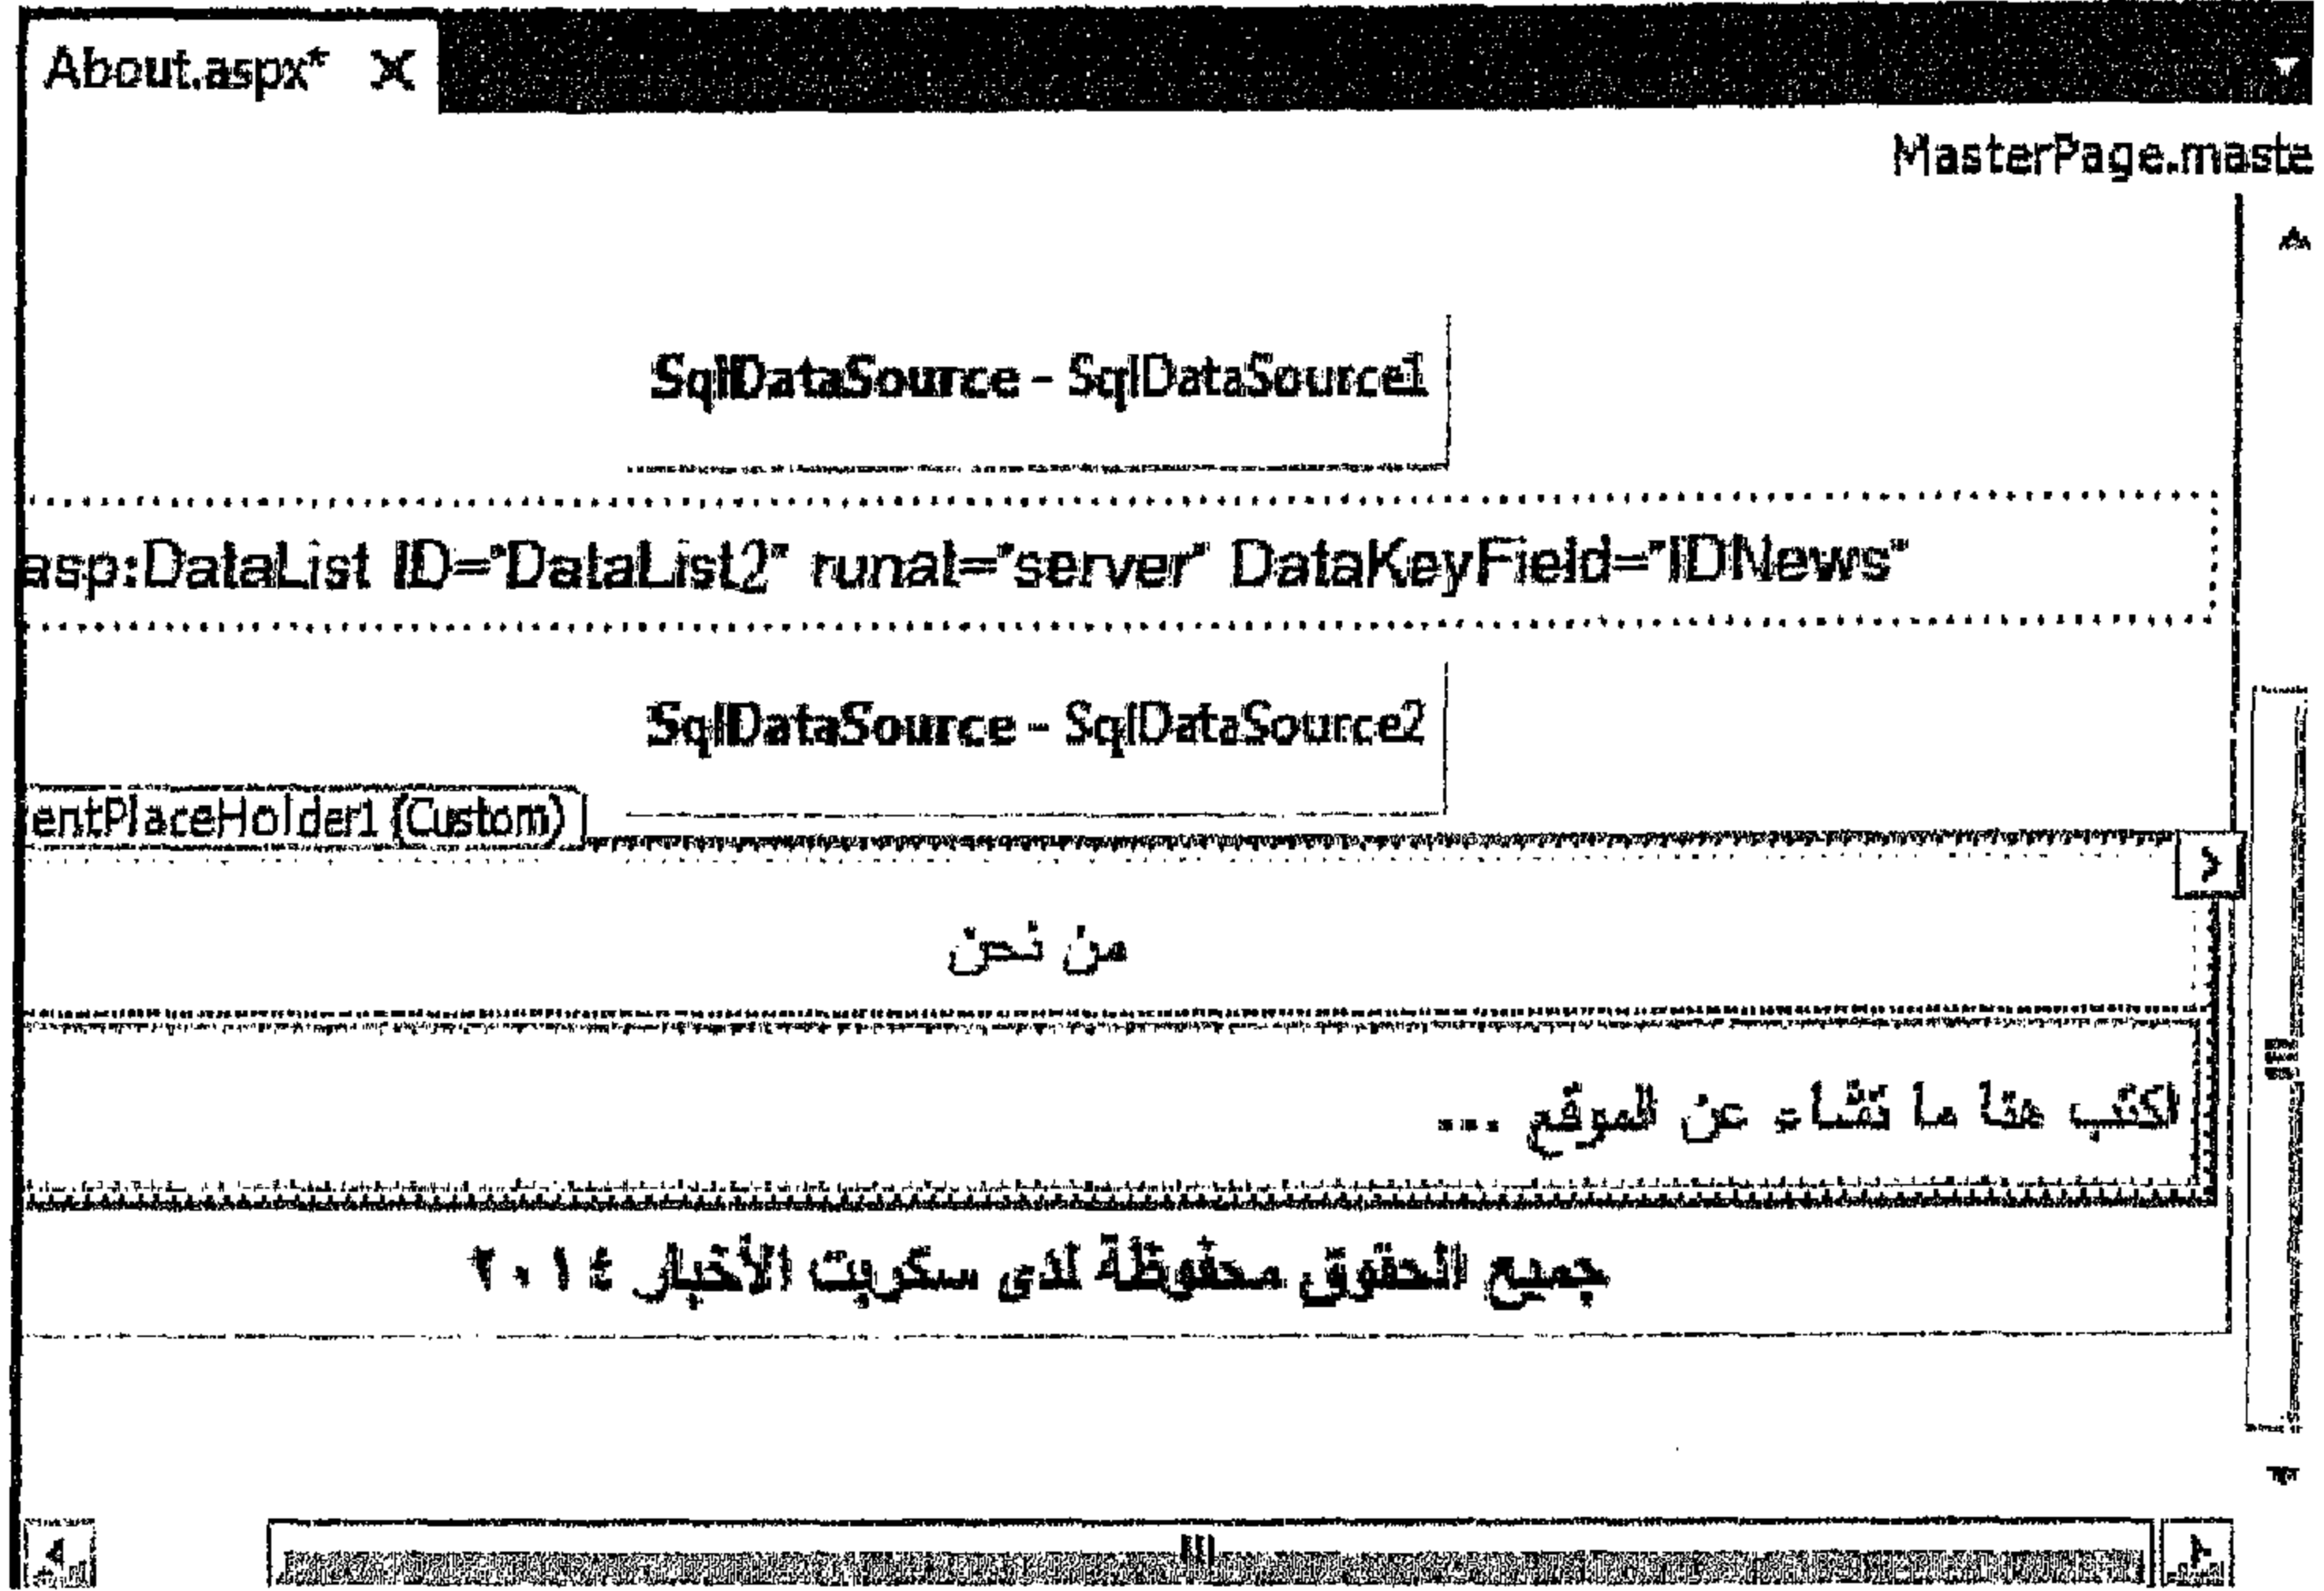 About.aspx* X
MasterPage.maste
SqlDataSource - SqlDataSource1
asp:DataList ID="DataList2" runat="server" DataKeyField="IDNews"
SqlDataSource - SqlDataSource2
entPlaceHolder1 (Custom)
من نحن
اكتب هنا ما تشاء عن الموقع ...
جميع الحقوق محفوظة لدى سكربت الأخبار ٢٠١٤